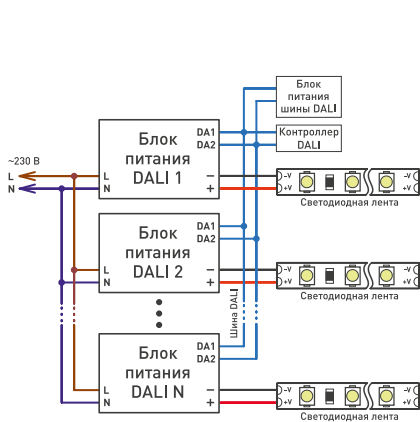 Блок
питания
шины DALI
Контроллер
DALI
~230 В
L
N
Блок
питания
DALI 1
L
N
DA1
DA2
–
+
-V
+V
-V
+V
Светодиодная лента
Блок
питания
DALI 2
L
N
DA1
DA2
–
+
-V
+V
-V
+V
Светодиодная лента
Шина DALI
Блок
питания
DALI N
L
N
DA1
DA2
–
+
-V
+V
-V
+V
Светодиодная лента